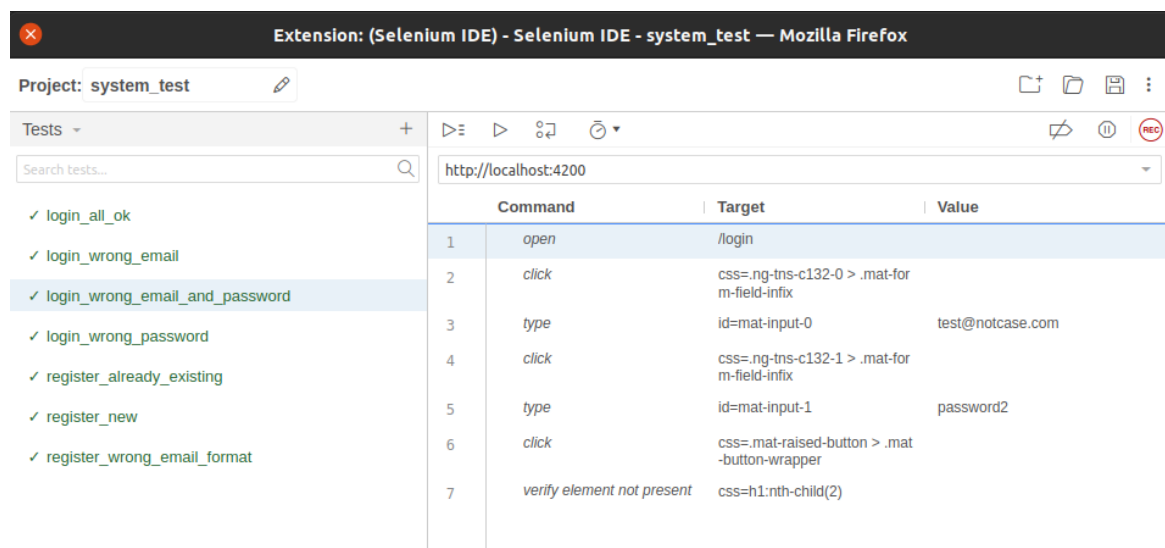 Extension: (Selenium IDE) - Selenium IDE - system_test — Mozilla Firefox
Project: system_test
Tests
Search tests...
✓ login_all_ok
✓ login_wrong_email
✓ login_wrong_email_and_password
✓ login_wrong_password
✓ register_already_existing
✓ register_new
✓ register_wrong_email_format
REC
http://localhost:4200
Command Target Value
1 open /login
2 click css=.ng-tns-c132-0 > .mat-for
m-field-infix
3 type id=mat-input-0 test@notcase.com
4 click css=.ng-tns-c132-1 > .mat-for
m-field-infix
5 type id=mat-input-1 password2
6 click css=.mat-raised-button > .mat
-button-wrapper
7 verify element not present css=h1:nth-child(2)